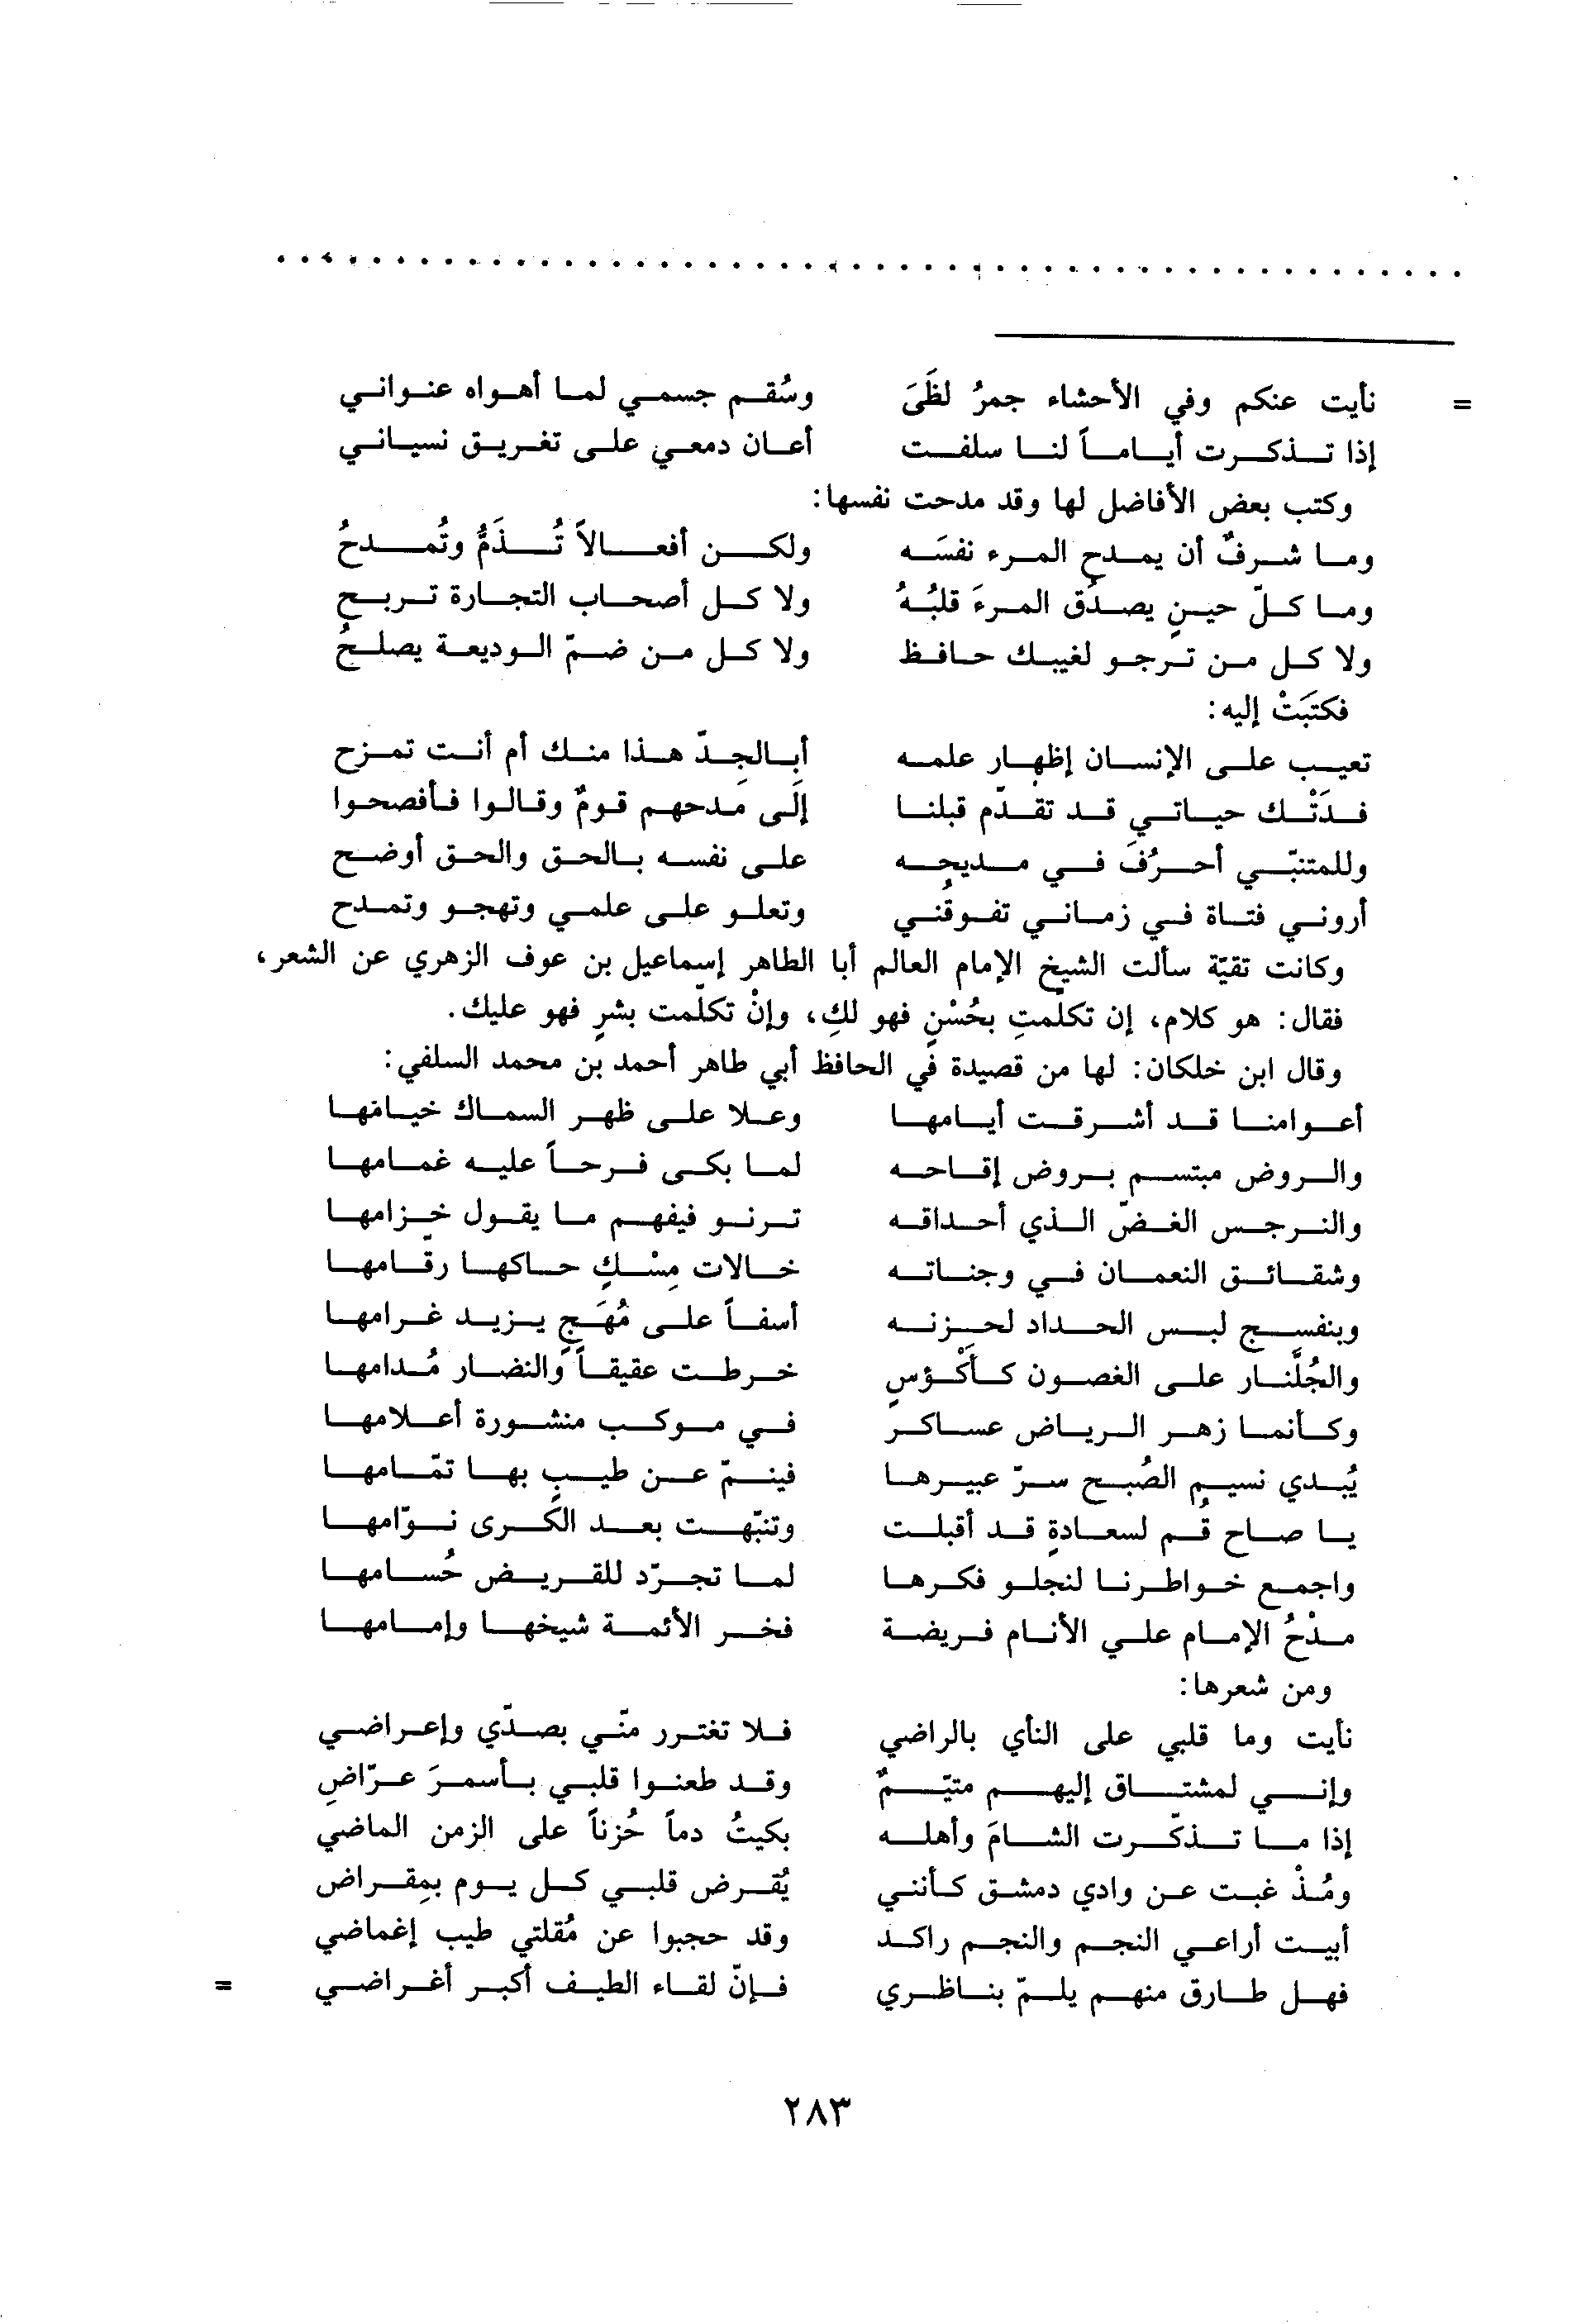 . . . . . . . . . . . . . . . . . . . . . . . . . . . . . . . . . . . . . . . . . . . . . . . . . .
= نأيت عنكم وفي الأحشاء جمرُ لظَىَ وسُقم جسمي لما أهواه عنواني
إذا تذكرت أياماً لنا سلفت أعان دمعي على تغريق نسياني
وكتب بعض الأفاضل لها وقد مدحت نفسها:
وما شرفٌ أن يمدح المرء نفسَه ولكن أفعالاً تُذَمُّ وتُمدحُ
وما كلّ حينٍ يصدُق المرءَ قلبُهُ ولا كل أصحاب التجارة تربح
ولا كل من ترجو لغيبك حافظ ولا كل من ضمّ الوديعة يصلحُ
فكتَبَتْ إليه:
تعيب على الإنسان إظهار علمه أبالجِدّ هذا منك أم أنت تمزح
فدَتْك حياتي قد تقدّم قبلنا إلَى مَدحهم قومٌ وقالوا فأفصحوا
وللمتنبّي أحرُفَ في مديحه على نفسه بالحق والحق أوضح
أروني فتاة في زماني تفوقُني وتعلو على علمي وتهجو وتمدح
وكانت تقيّة سألت الشيخ الإمام العالم أبا الطاهر إسماعيل بن عوف الزهري عن الشعر،
فقال: هو كلام، إن تكلّمتِ بحُسْنٍ فهو لكِ، وإنْ تكلّمت بشرٍ فهو عليك.
وقال ابن خلكان: لها من قصيدة في الحافظ أبي طاهر أحمد بن محمد السلفي:
أعوامنا قد أشرقت أيامها وعلا على ظهر السماك خيامها
والروض مبتسم بروض إقاحه لما بكى فرحاً عليه غمامها
والنرجس الغضّ الذي أحداقه ترنو فيفهم ما يقول خزامها
وشقائق النعمان في وجناته خالات مِسْكٍ حاكها رقّامها
وبنفسج لبس الحداد لحزنه أسفاً على مُهَجٍ يزيد غرامها
والجُلَّنار على الغصون كأَكْؤسٍ خرطت عقيقاً والنضار مُدامها
وكأنما زهر الرياض عساكر في موكب منشورة أعلامها
يُبدي نسيم الصُبح سرّ عبيرها فينمّ عن طيبٍ بها تمّامها
يا صاح قُم لسعادةٍ قد أقبلت وتنبّهت بعد الكَرى نوّامها
واجمع خواطرنا لنجلو فكرها لما تجرّد للقريض حُسامها
مدْحُ الإمام علي الأنام فريضة فخر الأئمة شيخها وإمامها
ومن شعرها:
نأيت وما قلبي على النأي بالراضي فلا تغترر منّي بصدّي وإعراضي
وإني لمشتاق إليهم متيّمٌ وقد طعنوا قلبي بأسمرَ عرّاضِ
إذا ما تذكّرت الشامَ وأهله بكيتُ دماً حُزناً على الزمن الماضي
ومُذْ غبت عن وادي دمشق كأنني يُقرض قلبي كل يوم بمِقراض
أبيت أراعي النجم والنجم راكد وقد حجبوا عن مُقلتي طيب إغماضي
فهل طارق منهم يلمّ بناظري فإنّ لقاء الطيف أكبر أغراضي =
٢٨٣